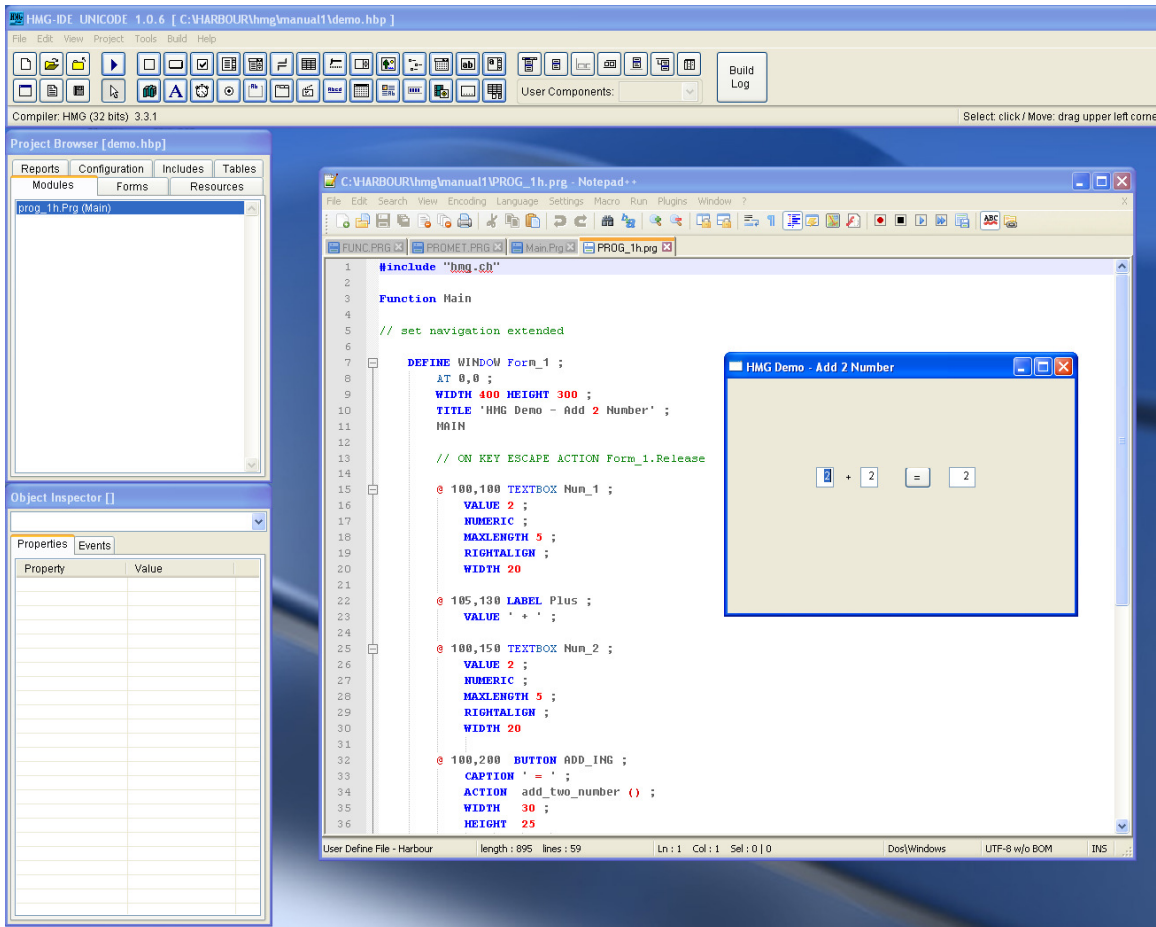 HMG-IDE UNICODE 1.0.6 [ C:\HARBOUR\hmg\manual1\demo.hbp ]
File Edit View Project Tools Build Help
Build
Log
User Components:
Compiler: HMG (32 bits) 3.3.1
Select: click / Move: drag upper left corne
Project Browser [demo.hbp]
Reports Configuration Includes Tables
Modules Forms Resources
prog_1h.Prg (Main)
Object Inspector []
Properties Events
Property Value
C:\HARBOUR\hmg\manual1\PROG_1h.prg - Notepad++
File Edit Search View Encoding Language Settings Macro Run Plugins Window ? X
FUNC.PRG PROMET.PRG Main.Prg PROG_1h.prg
1 #include "hmg.ch"
2
3 Function Main
4
5 // set navigation extended
6
7 DEFINE WINDOW Form_1 ;
8 AT 0,0 ;
9 WIDTH 400 HEIGHT 300 ;
10 TITLE 'HMG Demo - Add 2 Number' ;
11 MAIN
12
13 // ON KEY ESCAPE ACTION Form_1.Release
14
15 @ 100,100 TEXTBOX Num_1 ;
16 VALUE 2 ;
17 NUMERIC ;
18 MAXLENGTH 5 ;
19 RIGHTALIGN ;
20 WIDTH 20
21
22 @ 105,130 LABEL Plus ;
23 VALUE ' + ' ;
24
25 @ 100,150 TEXTBOX Num_2 ;
26 VALUE 2 ;
27 NUMERIC ;
28 MAXLENGTH 5 ;
29 RIGHTALIGN ;
30 WIDTH 20
31
32 @ 100,200 BUTTON ADD_ING ;
33 CAPTION ' = ' ;
34 ACTION add_two_number () ;
35 WIDTH 30 ;
36 HEIGHT 25
HMG Demo - Add 2 Number
2 + 2 = 2
User Define File - Harbour length : 895 lines : 59 Ln : 1 Col : 1 Sel : 0 | 0 Dos\Windows UTF-8 w/o BOM INS